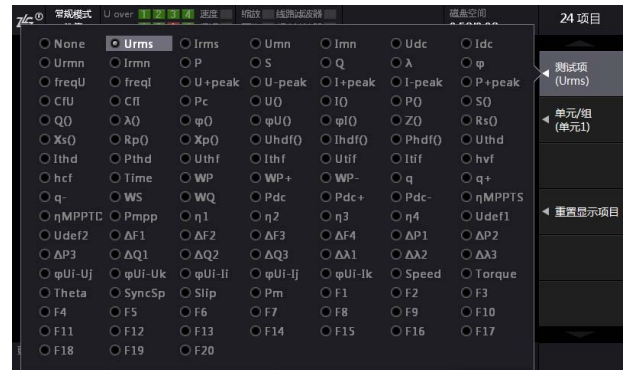 常规模式 U over 1 2 3 4 速度 缩放 线路滤波器 磁盘空间 24 项目
None Urms Irms Umn Imn Udc Idc
Urmn Irmn P S Q λ φ
测试项
(Urms)
freqU freqI U+peak U-peak I+peak I-peak P+peak
CfU CfI Pc U() I() P() S()
单元/组
(单元1)
Q() λ() φ() φU() φI() Z() Rs()
Xs() Rp() Xp() Uhdf() Ihdf() Phdf() Uthd
Ithd Pthd Uthf Ithf Utif Itif hvf
hcf Time WP WP+ WP- q q+
q- WS WQ Pdc Pdc+ Pdc- ηMPPTS
ηMPPTD Pmpp η1 η2 η3 η4 Udef1
重置显示项目
Udef2 ΔF1 ΔF2 ΔF3 ΔF4 ΔP1 ΔP2
ΔP3 ΔQ1 ΔQ2 ΔQ3 Δλ1 Δλ2 Δλ3
φUi-Uj φUi-Uk φUi-Ii φUi-Ij φUi-Ik Speed Torque
Theta SyncSp Slip Pm F1 F2 F3
F4 F5 F6 F7 F8 F9 F10
F11 F12 F13 F14 F15 F16 F17
F18 F19 F20